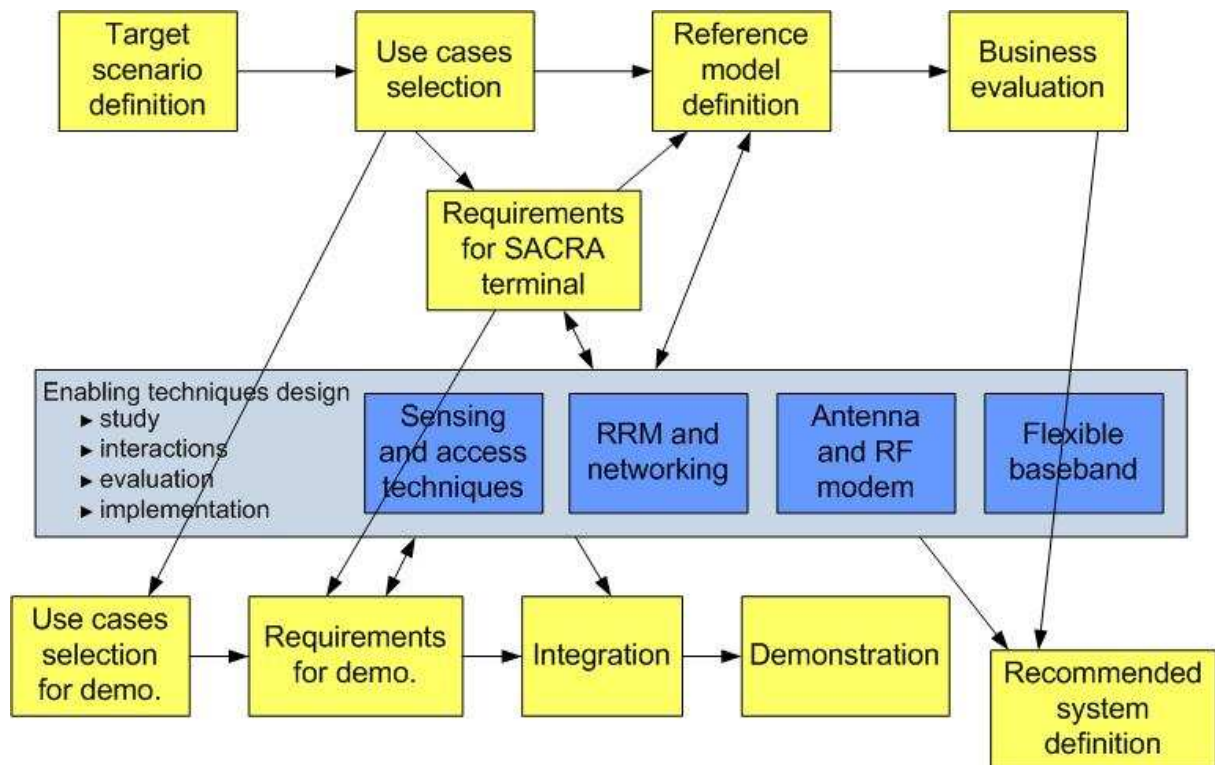 Target
scenario
definition
Use cases
selection
Reference
model
definition
Business
evaluation
Requirements
for SACRA
terminal
Enabling techniques design
► study
► interactions
► evaluation
► implementation
Sensing
and access
techniques
RRM and
networking
Antenna
and RF
modem
Flexible
baseband
Use cases
selection
for demo.
Requirements
for demo.
Integration
Demonstration
Recommended
system
definition